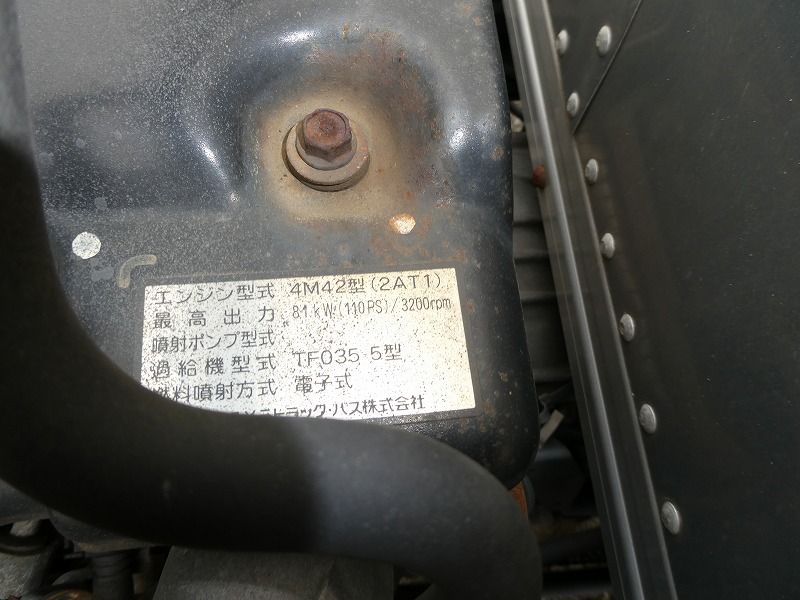 エンジン型式 4M42型(2AT1)
最高出力 81kW(110PS)/3200rpm
噴射ポンプ型式
過給機型式 TF035 5型
燃料噴射方式 電子式
トラック・バス株式会社